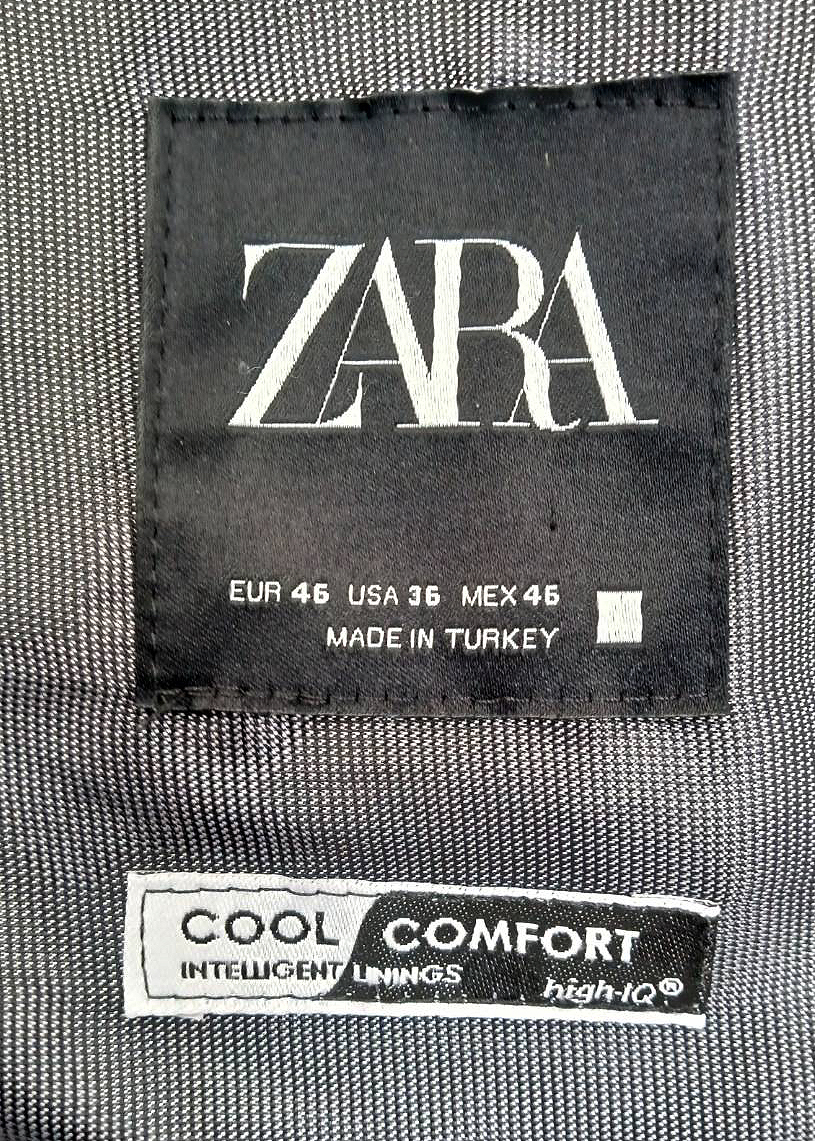 ZARA
EUR 46 USA 36 MEX 46
MADE IN TURKEY
COOL COMFORT
INTELLIGENT LININGS
high-IQ®